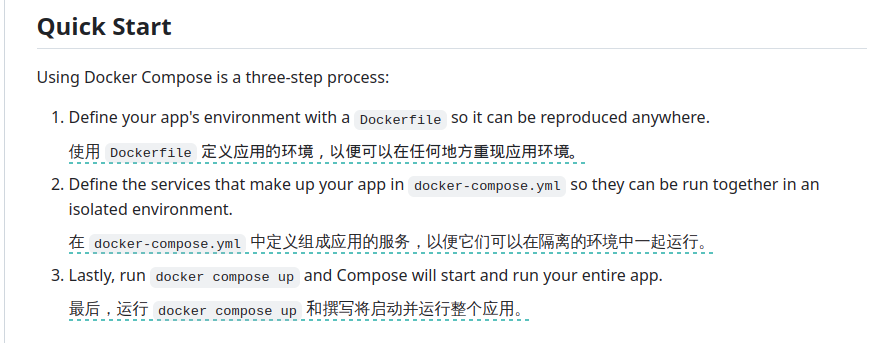 Quick Start
Using Docker Compose is a three-step process:
1. Define your app's environment with a Dockerfile so it can be reproduced anywhere.
使用 Dockerfile 定义应用的环境，以便可以在任何地方重现应用环境。
2. Define the services that make up your app in docker-compose.yml so they can be run together in an
isolated environment.
在 docker-compose.yml 中定义组成应用的服务，以便它们可以在隔离的环境中一起运行。
3. Lastly, run docker compose up and Compose will start and run your entire app.
最后，运行 docker compose up 和撰写将启动并运行整个应用。